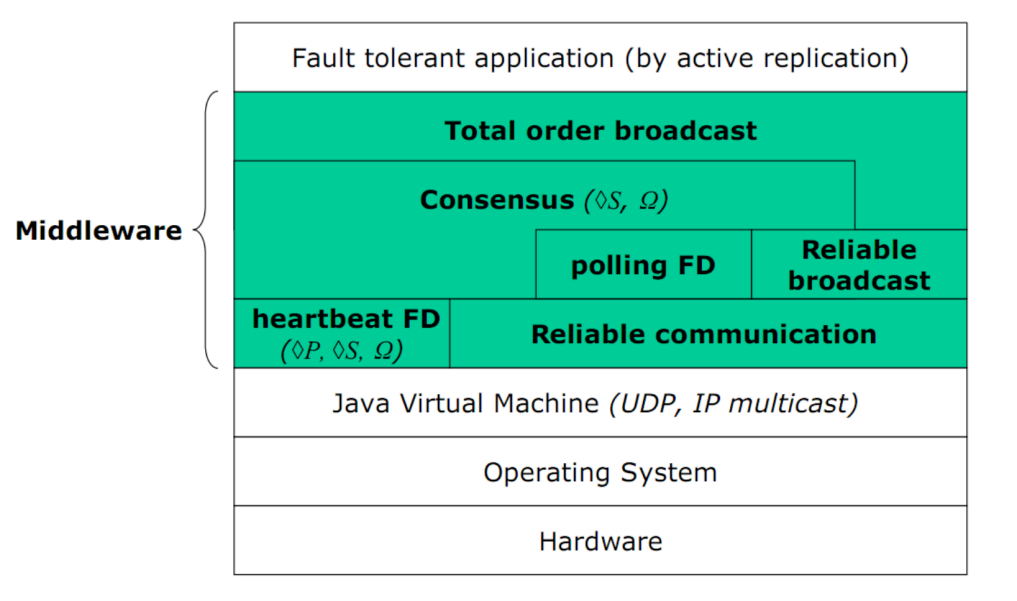 Fault tolerant application (by active replication)
Total order broadcast
Consensus (◊S, Ω)
Middleware
polling FD
Reliable
broadcast
heartbeat FD
(◊P, ◊S, Ω)
Reliable communication
Java Virtual Machine (UDP, IP multicast)
Operating System
Hardware